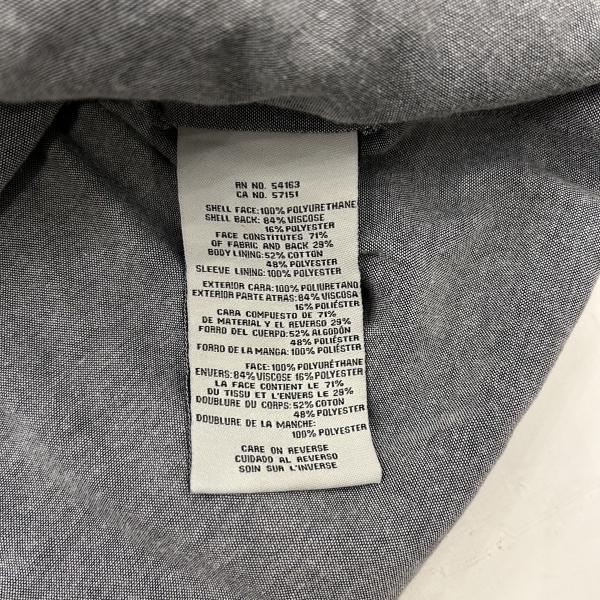 RN NO. 54163
CA NO. 57151
SHELL FACE:100% POLYURETHANE
SHELL BACK: 84% VISCOSE
16% POLYESTER
FACE CONSTITUTES 71%
OF FABRIC AND BACK 29%
BODY LINING:52% COTTON
48% POLYESTER
SLEEVE LINING:100% POLYESTER
EXTERIOR CARA:100% POLIURETANO
EXTERIOR PARTE ATRAS:84% VISCOSA
16% POLIÉSTER
CARA COMPUESTO DE 71%
DE MATERIAL Y EL REVERSO 29%
FORRO DEL CUERPO:52% ALGODÓN
48% POLIÉSTER
FORRO DE LA MANGA:100% POLIÉSTER
FACE:100% POLYURÉTHANE
ENVERS:84% VISCOSE 16% POLYESTER
LA FACE CONTIENT LE 71%
DU TISSU ET L'ENVERS LE 29%
DOUBLURE DU CORPS:52% COTON
48% POLYESTER
DOUBLURE DE LA MANCHE:
100% POLYESTER
CARE ON REVERSE
CUIDADO AL REVERSO
SOIN SUR L'INVERSE